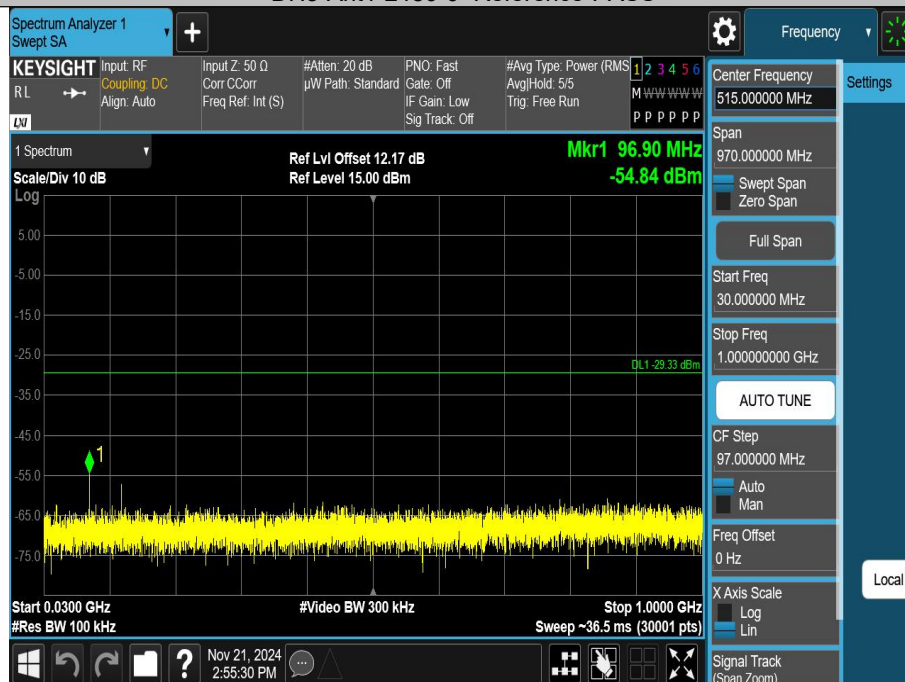 Spectrum Analyzer 1
Swept SA
Frequency
KEYSIGHT
RL
LXI
Input: RF
Coupling: DC
Align: Auto
Input Z: 50 Ω
Corr CCorr
Freq Ref: Int (S)
#Atten: 20 dB
µW Path: Standard
PNO: Fast
Gate: Off
IF Gain: Low
Sig Track: Off
#Avg Type: Power (RMS
Avg|Hold: 5/5
Trig: Free Run
1 2 3 4 5 6
M W W W W W
P P P P P P
1 Spectrum
Scale/Div 10 dB
Log
Ref Lvl Offset 12.17 dB
Ref Level 15.00 dBm
Mkr1 96.90 MHz
-54.84 dBm
5.00
-5.00
-15.0
-25.0
DL1 -29.33 dBm
-35.0
-45.0
1
-55.0
-65.0
-75.0
Start 0.0300 GHz
#Res BW 100 kHz
#Video BW 300 kHz
Stop 1.0000 GHz
Sweep ~36.5 ms (30001 pts)
Center Frequency
515.000000 MHz
Settings
Span
970.000000 MHz
Swept Span
Zero Span
Full Span
Start Freq
30.000000 MHz
Stop Freq
1.000000000 GHz
AUTO TUNE
CF Step
97.000000 MHz
Auto
Man
Freq Offset
0 Hz
X Axis Scale
Log
Lin
Local
Signal Track
(Span Zoom)
?
Nov 21, 2024
2:55:30 PM